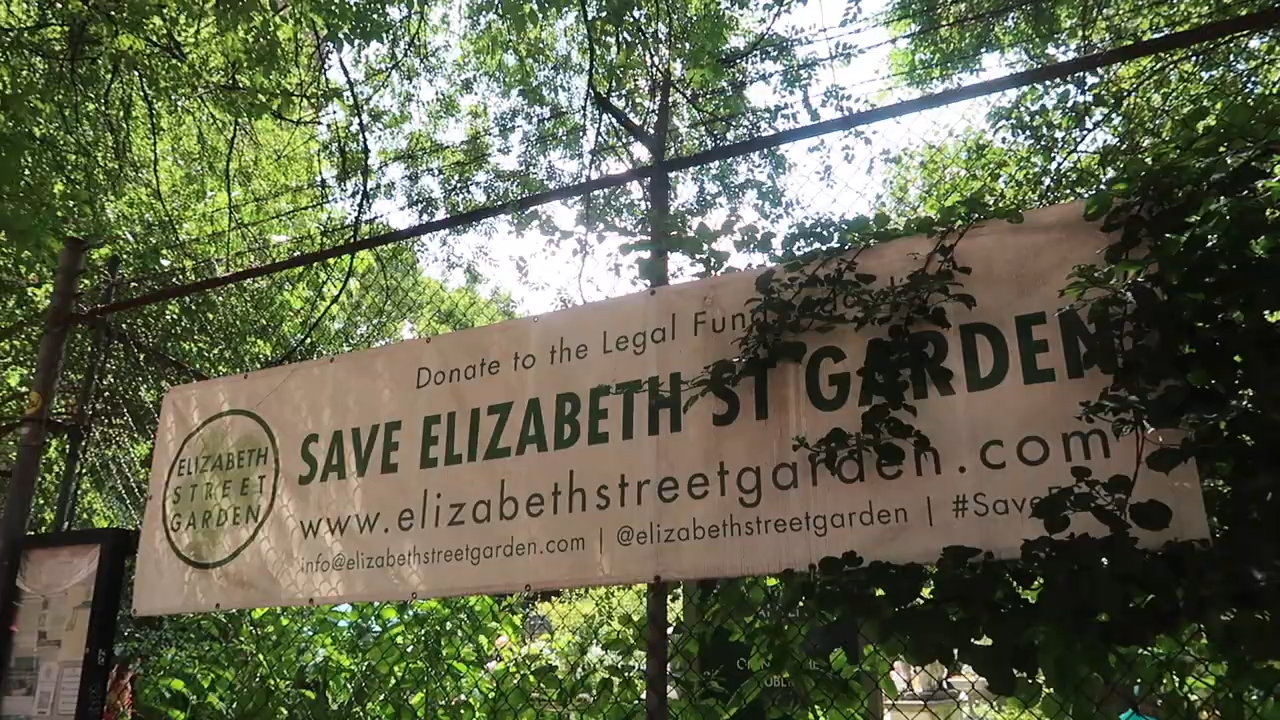 Donate to the Legal Fund
SAVE ELIZABETH ST GARDEN
www.elizabethstreetgarden.com
info@elizabethstreetgarden.com | @elizabethstreetgarden |
ELIZABETH
STREET
GARDEN